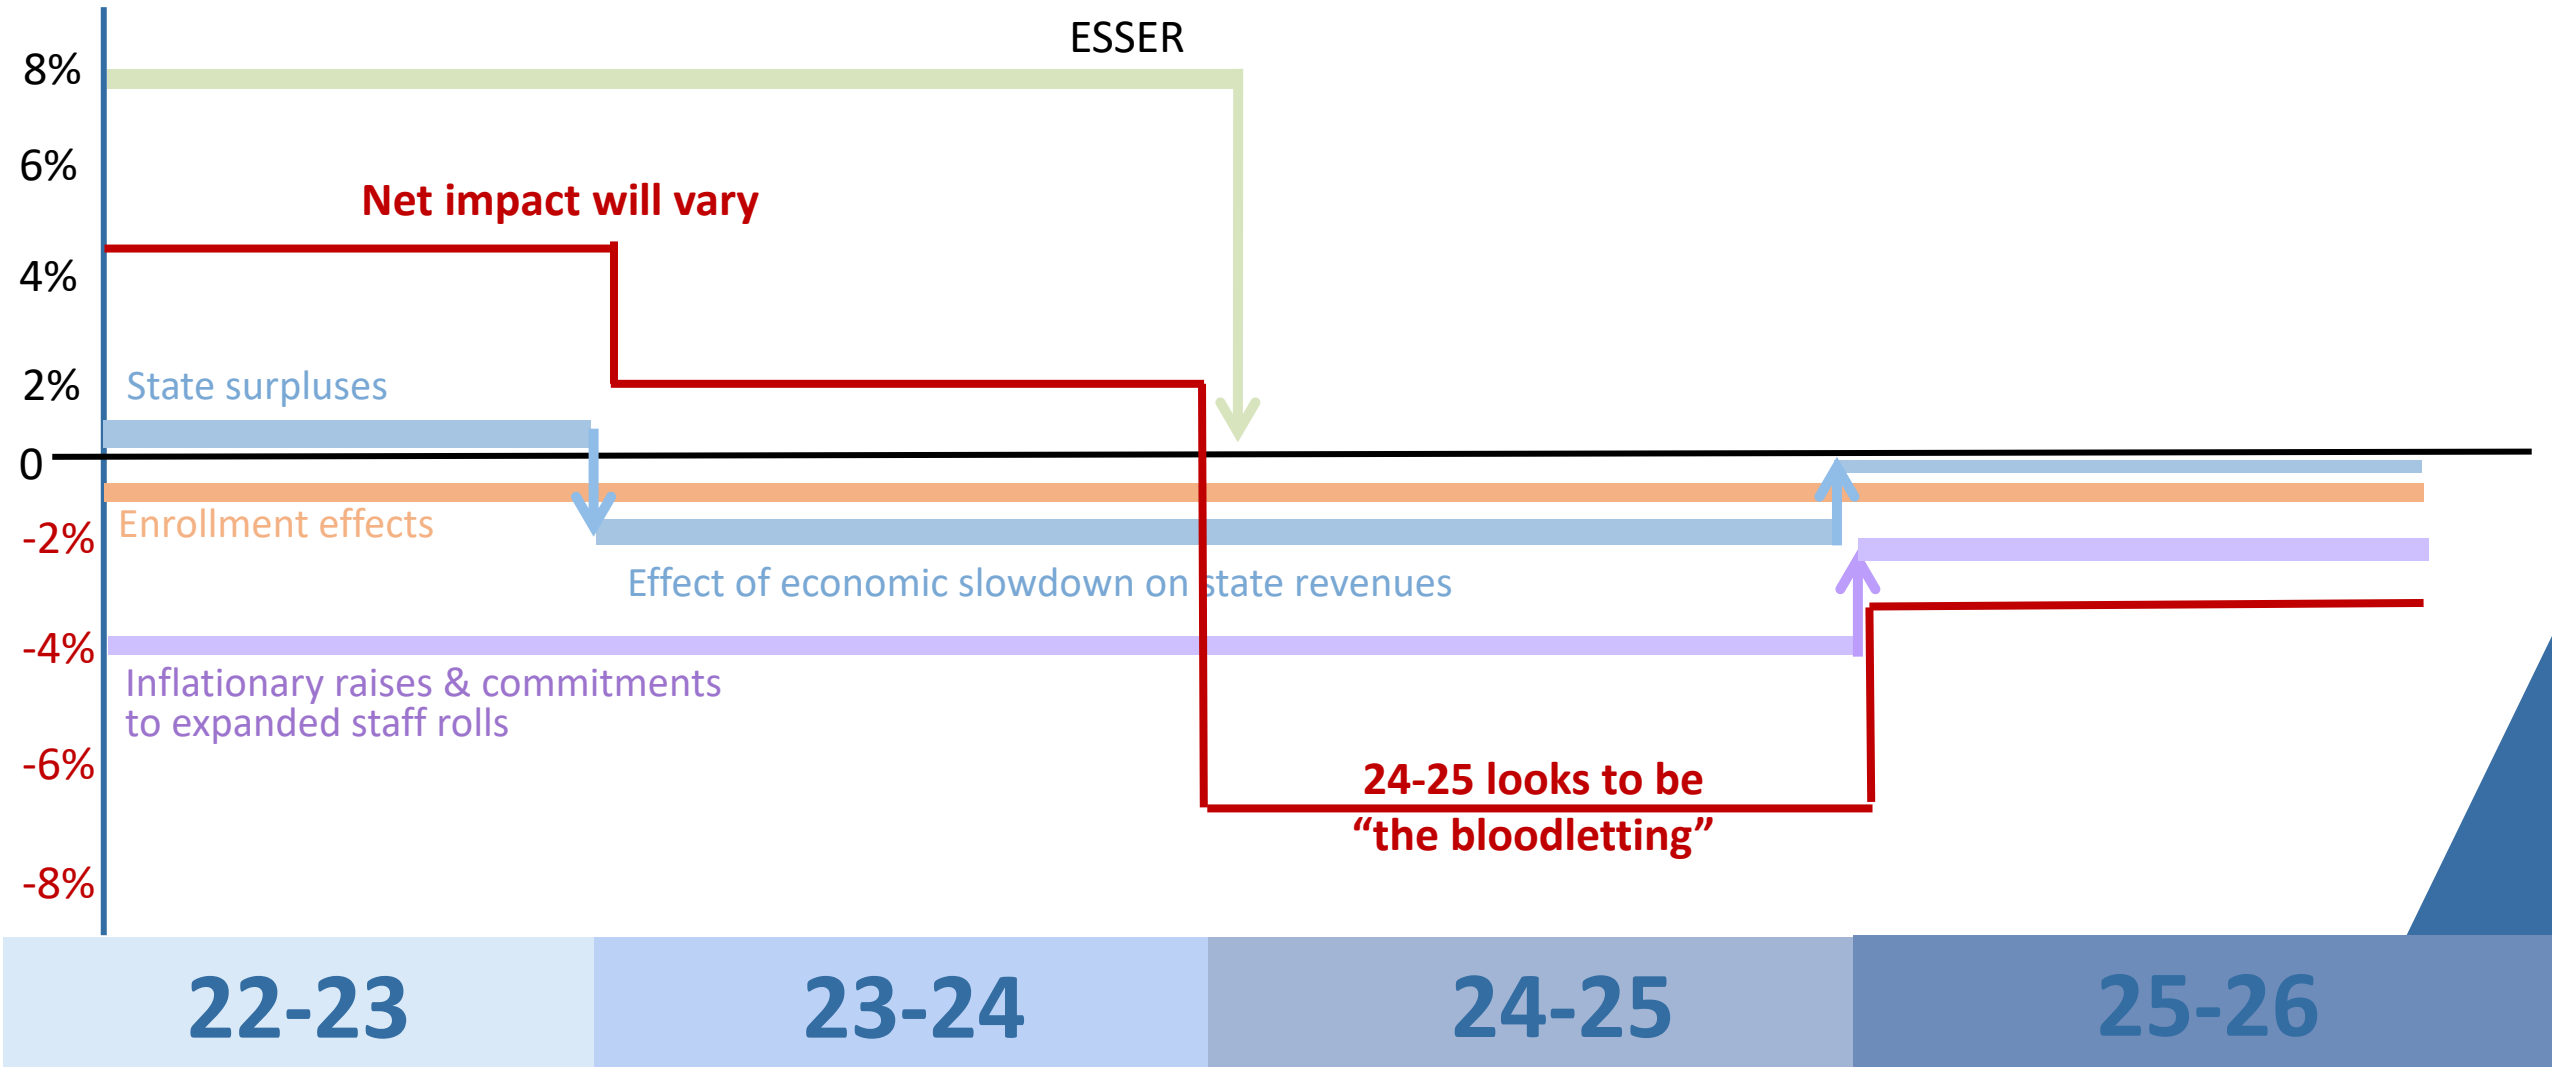 ESSER
8%
6%
Net impact will vary
4%
2%
State surpluses
0
Enrollment effects
-2%
Effect of economic slowdown on state revenues
-4%
Inflationary raises & commitments
to expanded staff rolls
-6%
24-25 looks to be
“the bloodletting”
-8%
22-23
23-24
24-25
25-26